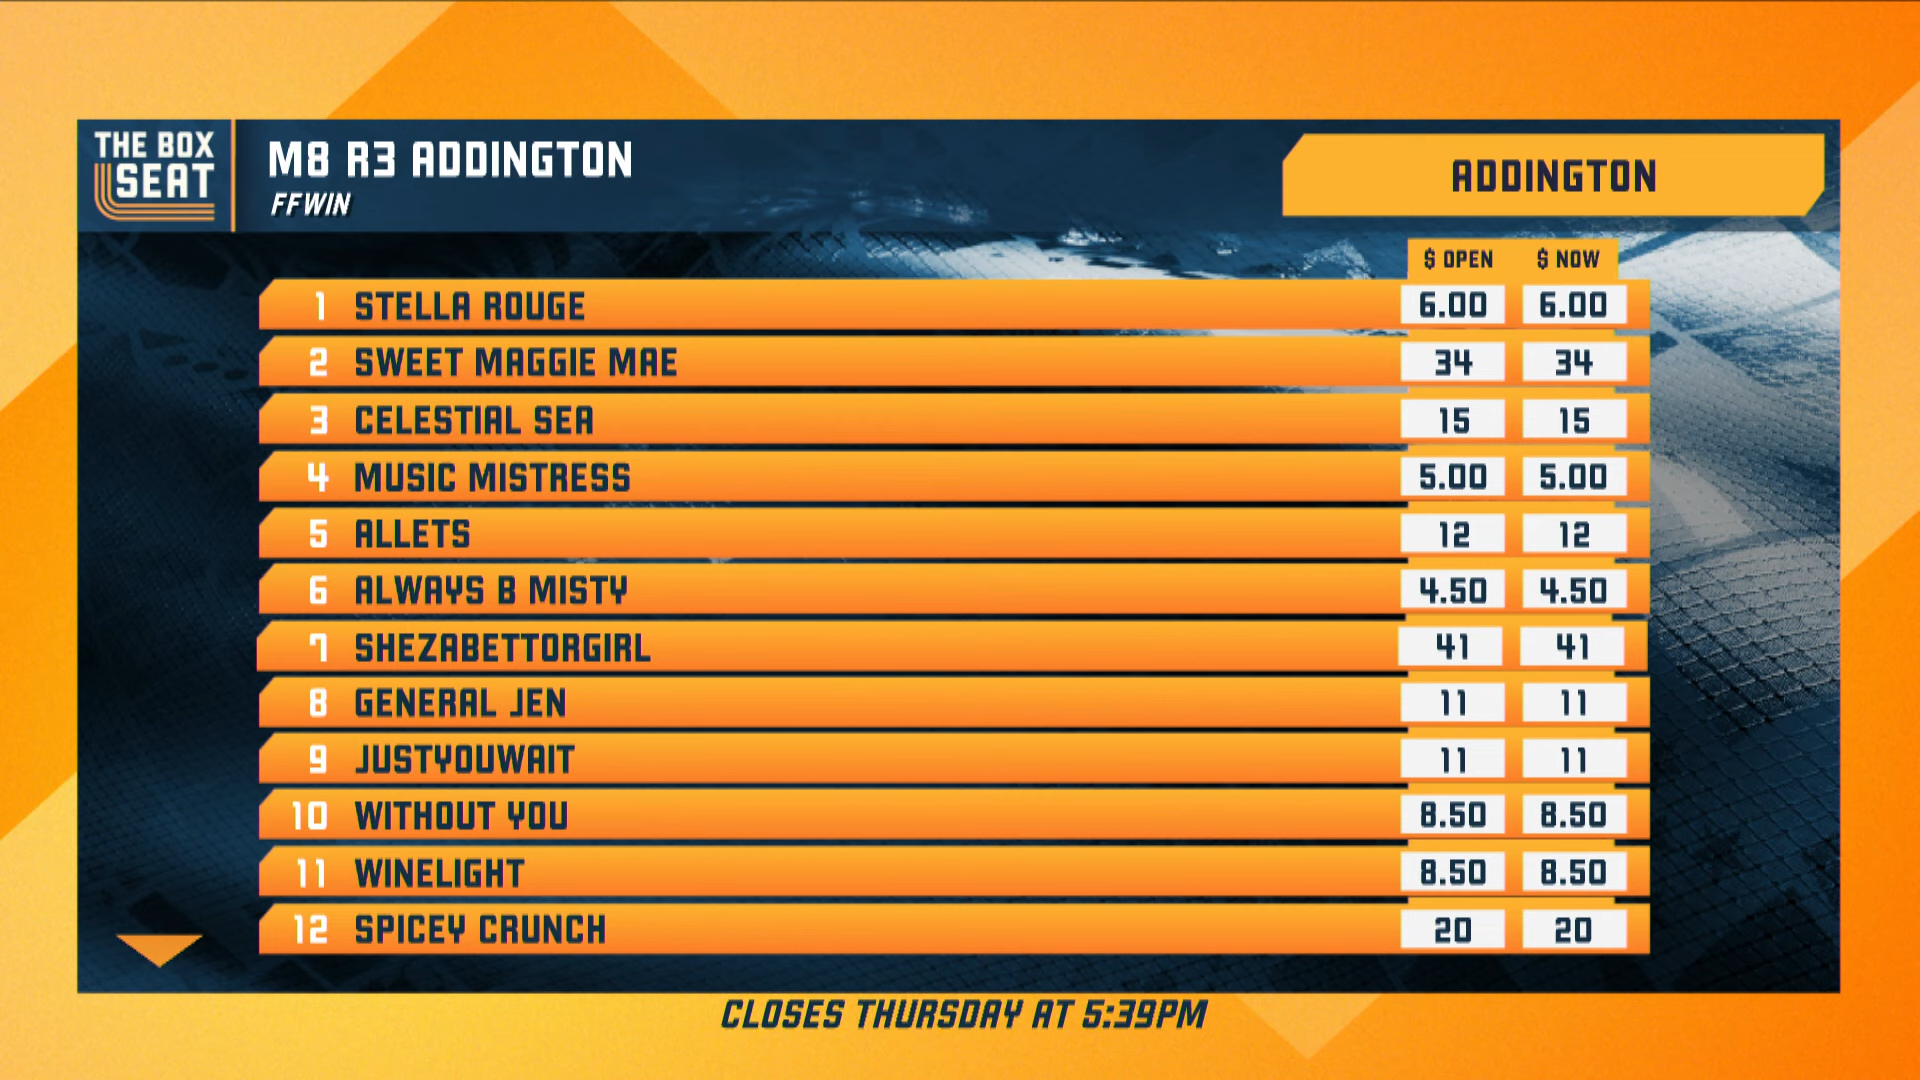 THE BOX
SEAT
M8 R3 ADDINGTON
FFWIN
ADDINGTON
$ OPEN $ NOW
1 STELLA ROUGE 6.00 6.00
2 SWEET MAGGIE MAE 34 34
3 CELESTIAL SEA 15 15
4 MUSIC MISTRESS 5.00 5.00
5 ALLETS 12 12
6 ALWAYS B MISTY 4.50 4.50
7 SHEZABETTORGIRL 41 41
8 GENERAL JEN 11 11
9 JUSTYOUWAIT 11 11
10 WITHOUT YOU 8.50 8.50
11 WINELIGHT 8.50 8.50
12 SPICEY CRUNCH 20 20
CLOSES THURSDAY AT 5:39PM